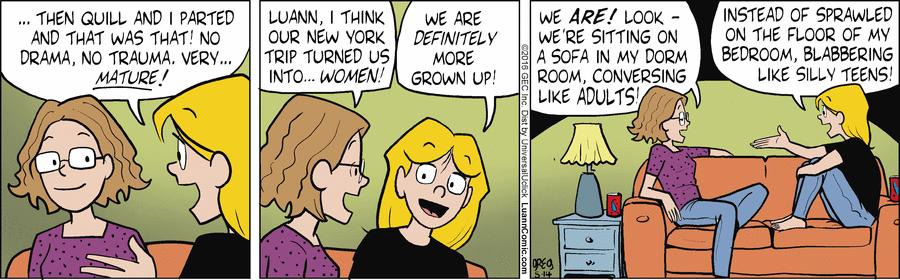 ... THEN QUILL AND I PARTED
AND THAT WAS THAT! NO
DRAMA, NO TRAUMA. VERY...
MATURE!
LUANN, I THINK
OUR NEW YORK
TRIP TURNED US
INTO... WOMEN!
WE ARE
DEFINITELY
MORE
GROWN UP!
©2016 GEC Inc. Dist by UniversalUclick LuannComic.com
WE ARE! LOOK -
WE'RE SITTING ON
A SOFA IN MY DORM
ROOM, CONVERSING
LIKE ADULTS!
INSTEAD OF SPRAWLED
ON THE FLOOR OF MY
BEDROOM, BLABBERING
LIKE SILLY TEENS!
GREG
5-14